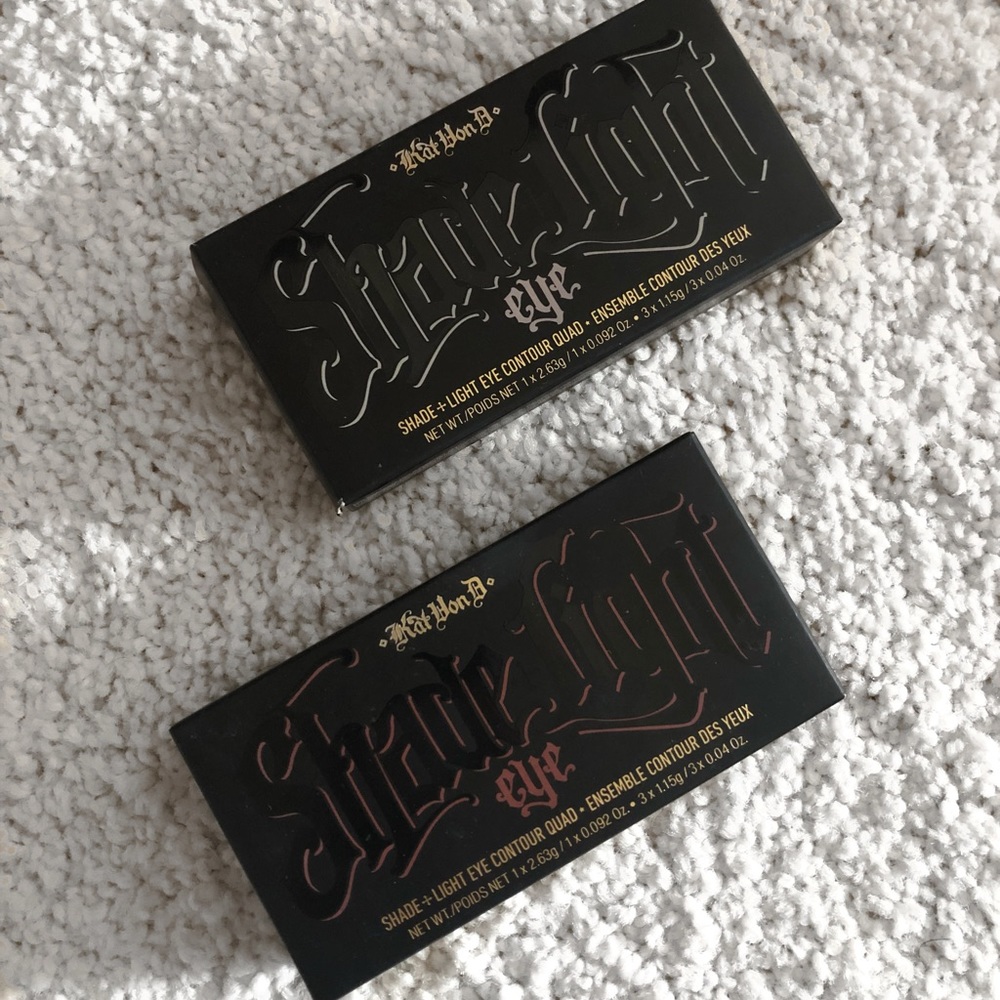 Kat Von D
Shade Light
eye
SHADE + LIGHT EYE CONTOUR QUAD • ENSEMBLE CONTOUR DES YEUX
NET WT./POIDS NET 1 x 2.63g / 1 x 0.092 Oz. • 3 x 1.15g / 3 x 0.04 Oz.
Kat Von D
Shade Light
eye
SHADE + LIGHT EYE CONTOUR QUAD • ENSEMBLE CONTOUR DES YEUX
NET WT./POIDS NET 1 x 2.63g / 1 x 0.092 Oz. • 3 x 1.15g / 3 x 0.04 Oz.